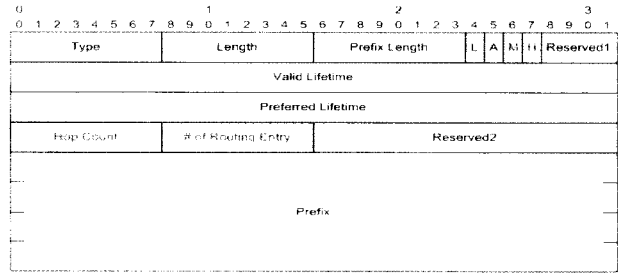 0 1 2 3
0 1 2 3 4 5 6 7 8 9 0 1 2 3 4 5 6 7 8 9 0 1 2 3 4 5 6 7 8 9 0 1
Type Length Prefix Length L A M H Reserved1
Valid Lifetime
Preferred Lifetime
Hop Count # of Routing Entry Reserved2
Prefix